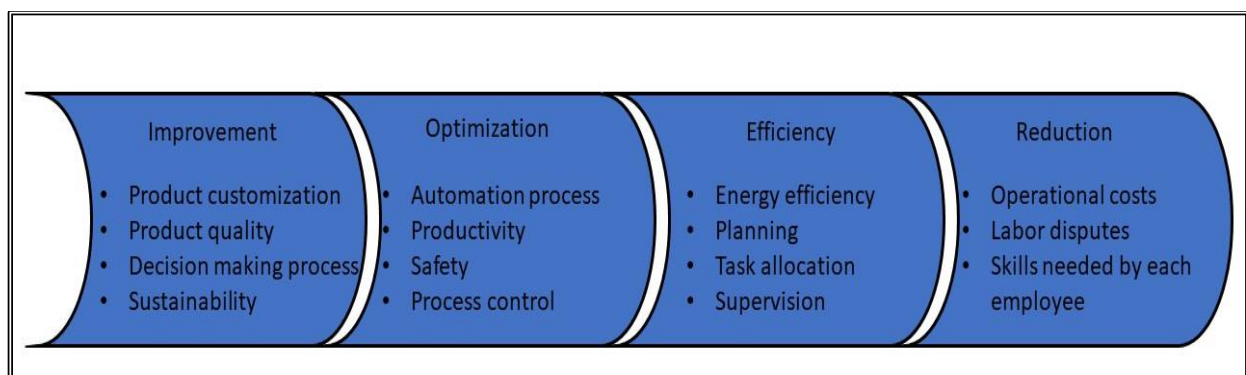 Improvement
• Product customization
• Product quality
• Decision making process
• Sustainability
Optimization
• Automation process
• Productivity
• Safety
• Process control
Efficiency
• Energy efficiency
• Planning
• Task allocation
• Supervision
Reduction
• Operational costs
• Labor disputes
• Skills needed by each
employee